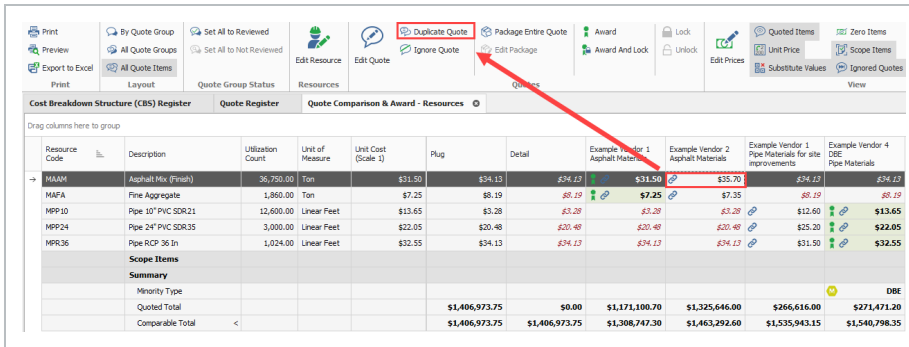 Print
Preview
Export to Excel
Print
By Quote Group
All Quote Groups
All Quote Items
Layout
Set All to Reviewed
Set All to Not Reviewed
Quote Group Status
Edit Resource
Resources
Edit Quote
Duplicate Quote
Ignore Quote
Package Entire Quote
Edit Package
Award
Award And Lock
Lock
Unlock
Quotes
Edit Prices
Quoted Items
Unit Price
Substitute Values
Zero Items
Scope Items
Ignored Quotes
View
Cost Breakdown Structure (CBS) Register Quote Register Quote Comparison & Award - Resources
Drag columns here to group
Resource Code Description Utilization Count Unit of Measure Unit Cost (Scale 1) Plug Detail Example Vendor 1 Asphalt Materials Example Vendor 2 Asphalt Materials Example Vendor 1 Pipe Materials for site improvements Example Vendor 4 DBE Pipe Materials
MAAM Asphalt Mix (Finish) 36,750.00 Ton $31.50 $34.13 $34.13 $31.50 $35.70 $34.13 $34.13
MAFA Fine Aggregate 1,860.00 Ton $7.25 $8.19 $8.19 $7.25 $7.35 $8.19 $8.19
MPP10 Pipe 10" PVC SDR21 12,600.00 Linear Feet $13.65 $3.28 $3.28 $3.28 $3.28 $12.60 $13.65
MPP24 Pipe 24" PVC SDR35 3,000.00 Linear Feet $22.05 $20.48 $20.48 $20.48 $20.48 $25.20 $22.05
MPR36 Pipe RCP 36 In 1,024.00 Linear Feet $32.55 $34.13 $34.13 $34.13 $34.13 $31.50 $32.55
Scope Items
Summary
Minority Type DBE
Quoted Total $1,406,973.75 $0.00 $1,171,100.70 $1,325,646.00 $266,616.00 $271,471.20
Comparable Total < $1,406,973.75 $1,406,973.75 $1,308,747.30 $1,463,292.60 $1,535,943.15 $1,540,798.35